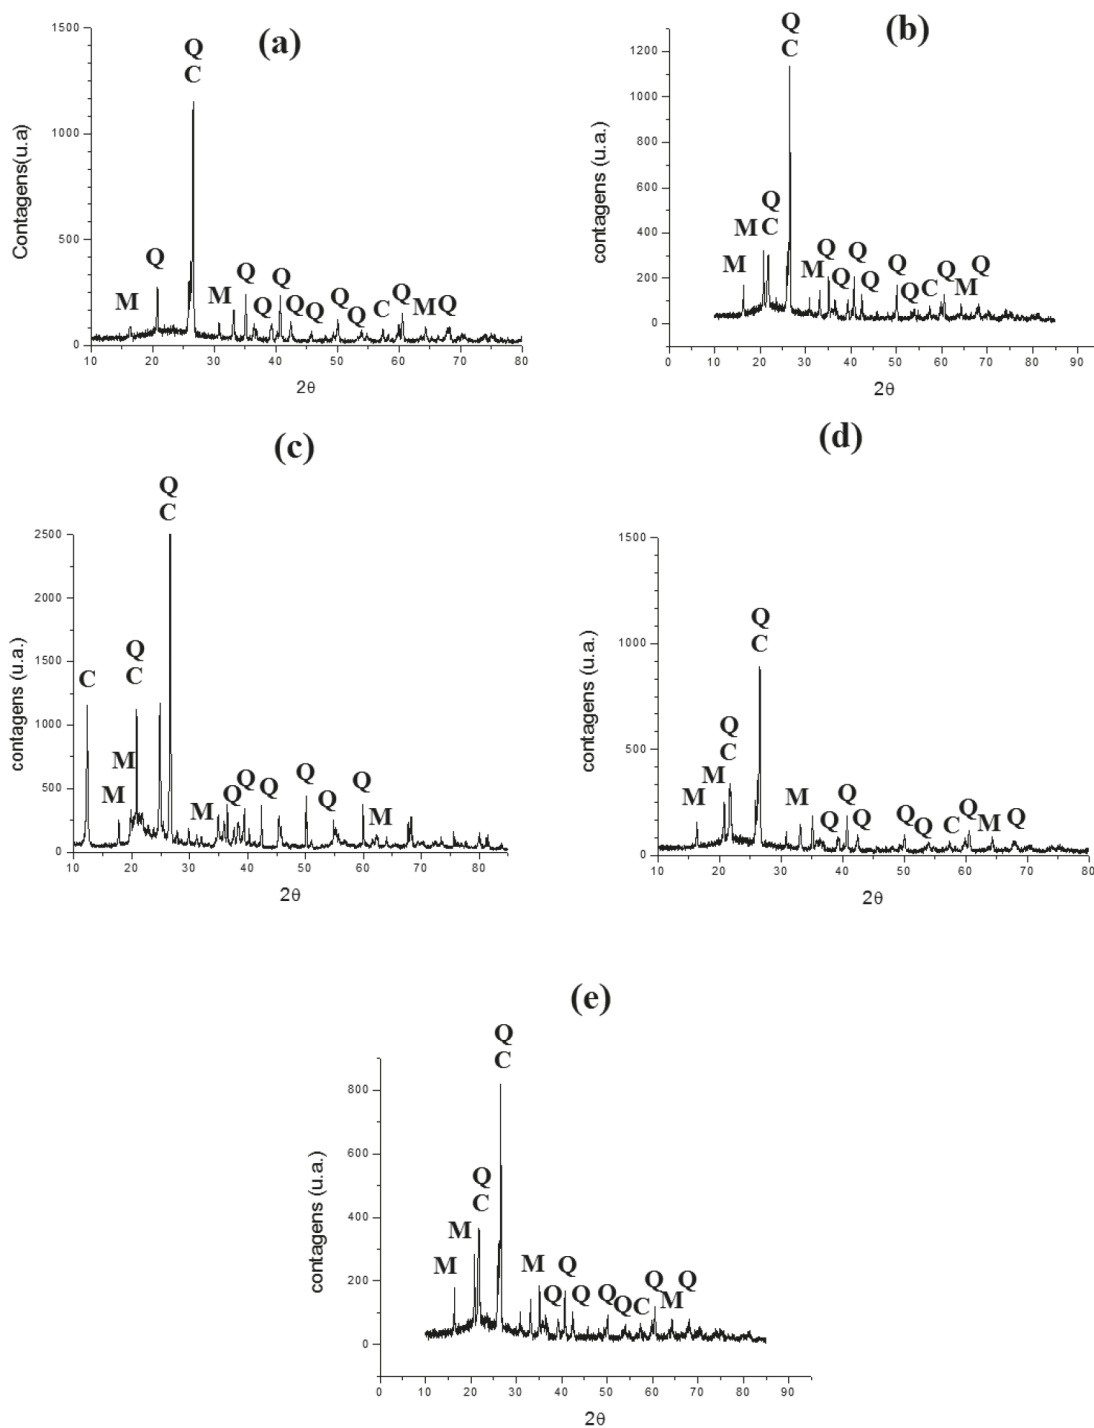 (a)
Contagens(u.a)
1500
1000
500
0
Q
C
M Q M Q Q Q Q Q Q Q C Q M Q
10 20 30 40 50 60 70 80
2θ
(b)
contagens (u.a.)
1200
1000
800
600
400
200
0
Q
C
Q
M C
M M Q Q Q Q Q Q C Q M Q
0 10 20 30 40 50 60 70 80 90
2θ
(c)
contagens (u.a.)
2500
2000
1500
1000
500
0
Q
C
Q
C C
M
M M Q Q Q Q Q Q M
10 20 30 40 50 60 70 80
2θ
(d)
contagens (u.a.)
1500
1000
500
0
Q
C
Q
C
M
M M Q Q Q Q Q C Q M Q
10 20 30 40 50 60 70 80
2θ
(e)
contagens (u.a.)
800
600
400
200
0
Q
C
Q
C
M
M M Q Q Q Q Q C Q M Q
0 10 20 30 40 50 60 70 80 90
2θ